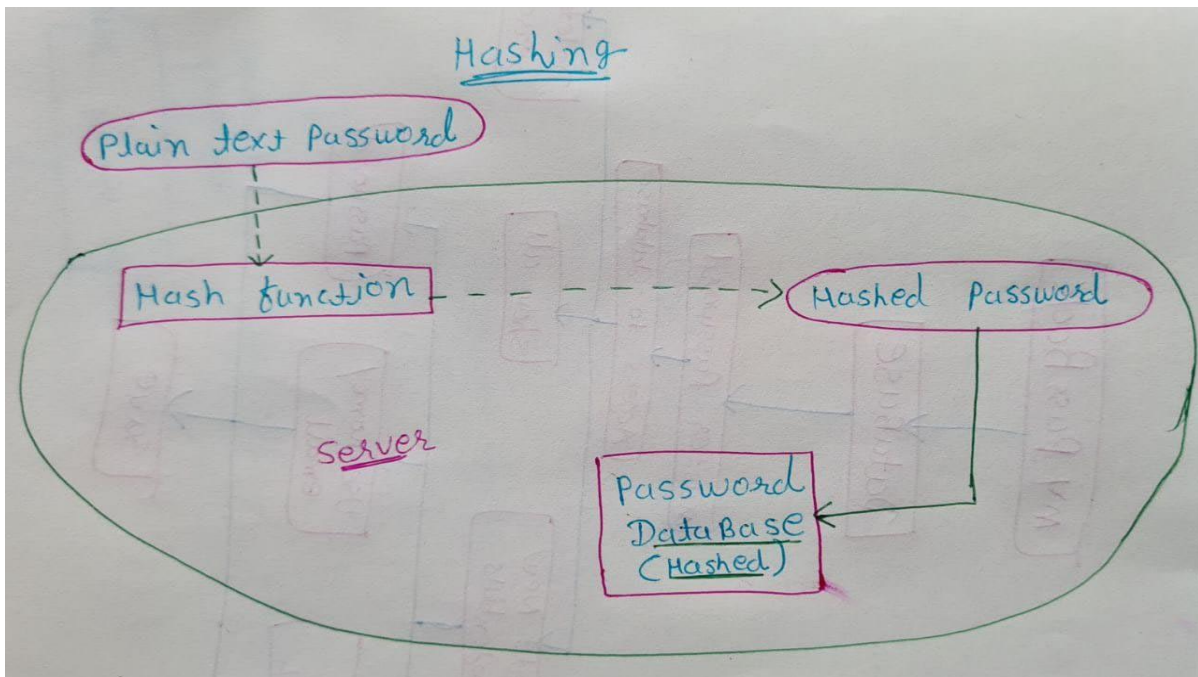 Hashing
Plain text Password
Hash function
Hashed Password
Server
Password
DataBase
(Hashed)